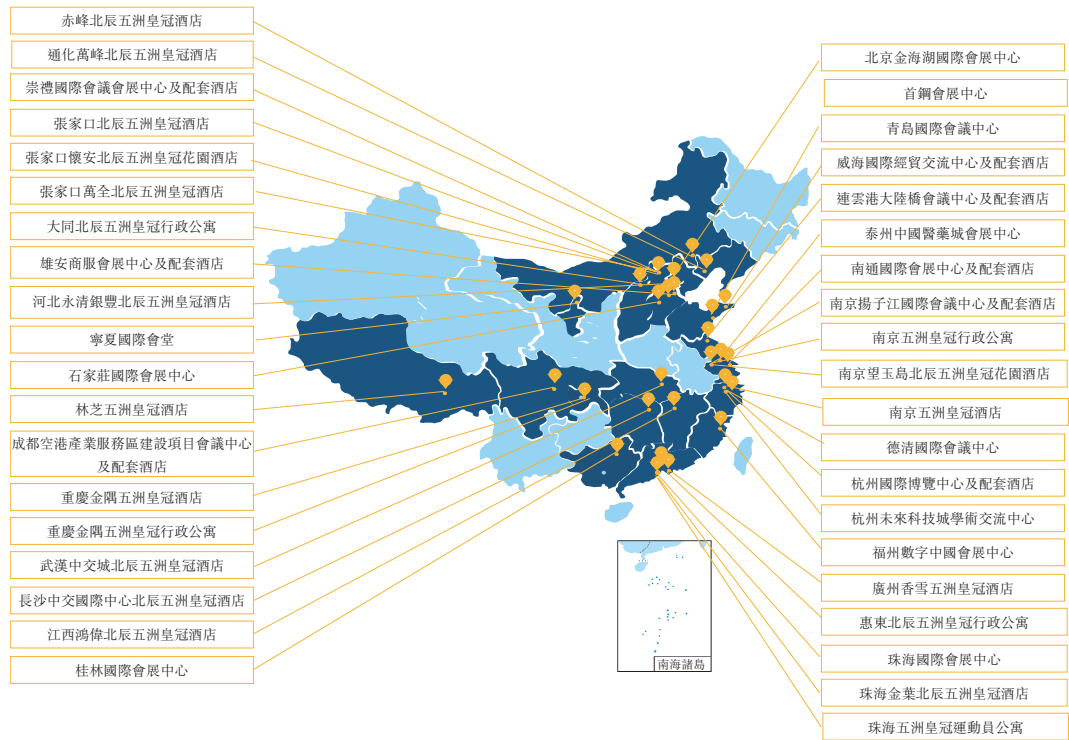 赤峰北辰五洲皇冠酒店
通化萬峰北辰五洲皇冠酒店
崇禮國際會議會展中心及配套酒店
張家口北辰五洲皇冠酒店
張家口懷安北辰五洲皇冠花園酒店
張家口萬全北辰五洲皇冠酒店
大同北辰五洲皇冠行政公寓
雄安商服會展中心及配套酒店
河北永清銀豐北辰五洲皇冠酒店
寧夏國際會堂
石家莊國際會展中心
林芝五洲皇冠酒店
成都空港產業服務區建設項目會議中心
及配套酒店
重慶金隅五洲皇冠酒店
重慶金隅五洲皇冠行政公寓
武漢中交城北辰五洲皇冠酒店
長沙中交國際中心北辰五洲皇冠酒店
江西鴻偉北辰五洲皇冠酒店
桂林國際會展中心
北京金海湖國際會展中心
首鋼會展中心
青島國際會議中心
威海國際經貿交流中心及配套酒店
連雲港大陸橋會議中心及配套酒店
泰州中國醫藥城會展中心
南通國際會展中心及配套酒店
南京揚子江國際會議中心及配套酒店
南京五洲皇冠行政公寓
南京望玉島北辰五洲皇冠花園酒店
南京五洲皇冠酒店
德清國際會議中心
杭州國際博覽中心及配套酒店
杭州未來科技城學術交流中心
福州數字中國會展中心
廣州香雪五洲皇冠酒店
惠東北辰五洲皇冠行政公寓
珠海國際會展中心
珠海金葉北辰五洲皇冠酒店
珠海五洲皇冠運動員公寓
南海諸島